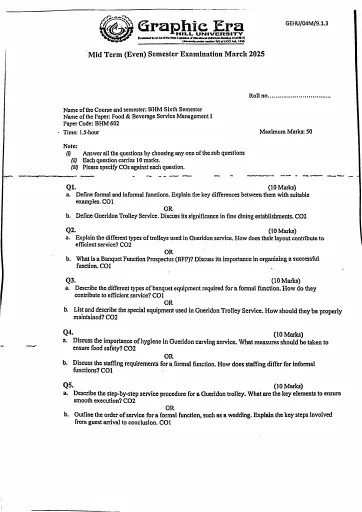 GEHU/04M/9.1.3
Graphic Era
HILL UNIVERSITY
Mid Term (Even) Semester Examination March 2025
Roll no...............................
Name of the Course and semester: BHM Sixth Semester
Name of the Paper: Food & Beverage Service Management I
Paper Code: BHM 602
Time: 1.5-hour Maximum Marks: 50
Note:
(i) Answer all the questions by choosing any one of the sub questions
(ii) Each question carries 10 marks.
(iii) Please specify COs against each question.
Q1. (10 Marks)
a. Define formal and informal functions. Explain the key differences between them with suitable
examples. CO1
OR
b. Define Gueridon Trolley Service. Discuss its significance in fine dining establishments. CO2
Q2. (10 Marks)
a. Explain the different types of trolleys used in Gueridon service. How does their layout contribute to
efficient service? CO2
OR
b. What is a Banquet Function Prospectus (BFP)? Discuss its importance in organizing a successful
function. CO1
Q3. (10 Marks)
a. Describe the different types of banquet equipment required for a formal function. How do they
contribute to efficient service? CO1
OR
b. List and describe the special equipment used in Gueridon Trolley Service. How should they be properly
maintained? CO2
Q4. (10 Marks)
a. Discuss the importance of hygiene in Gueridon carving service. What measures should be taken to
ensure food safety? CO2
OR
b. Discuss the staffing requirements for a formal function. How does staffing differ for informal
functions? CO1
Q5. (10 Marks)
a. Describe the step-by-step service procedure for a Gueridon trolley. What are the key elements to ensure
smooth execution? CO2
OR
b. Outline the order of service for a formal function, such as a wedding. Explain the key steps involved
from guest arrival to conclusion. CO1